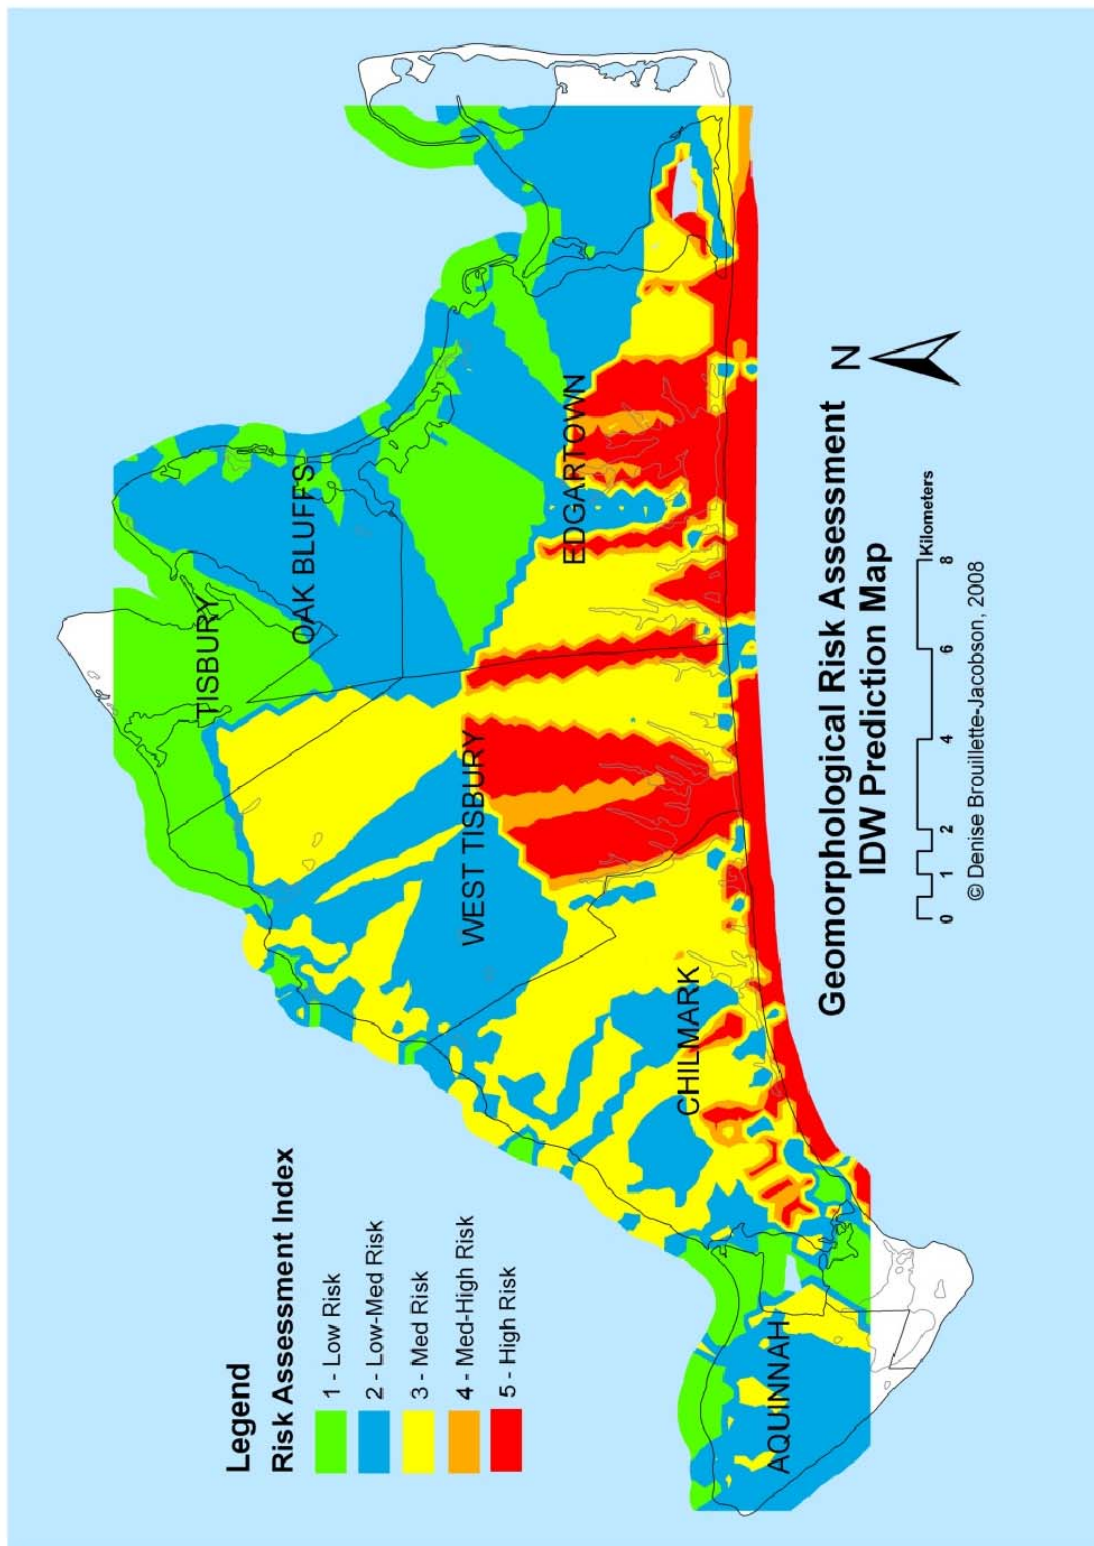 Legend
Risk Assessment Index
1 - Low Risk
2 - Low-Med Risk
3 - Med Risk
4 - Med-High Risk
5 - High Risk
TISBURY
OAK BLUFFS
EDGARTOWN
WEST TISBURY
CHILMARK
AQUINNAH
N
Geomorphological Risk Assessment
IDW Prediction Map
0 1 2 4 6 8
Kilometers
© Denise Brouillette-Jacobson, 2008